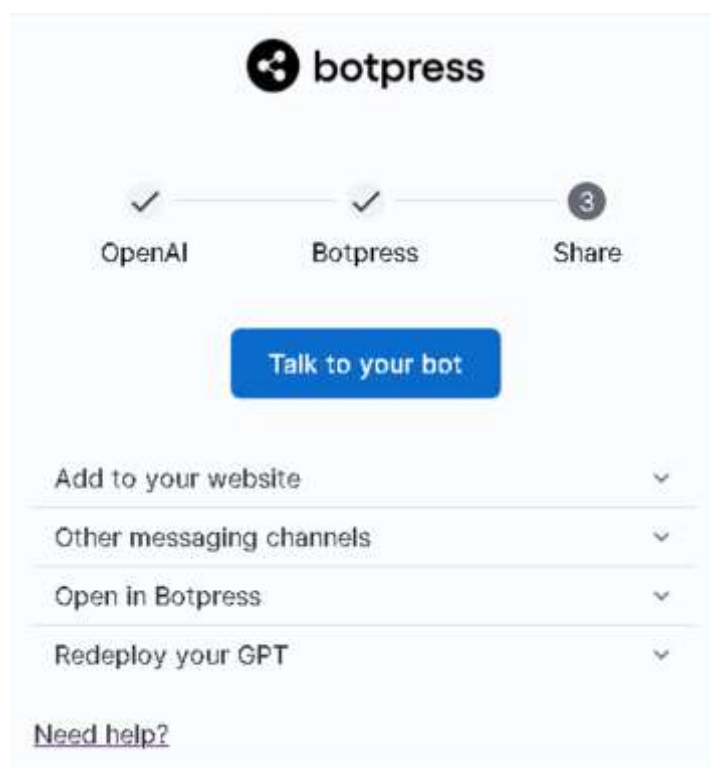 botpress
3
OpenAI Botpress Share
Talk to your bot
Add to your website
Other messaging channels
Open in Botpress
Redeploy your GPT
Need help?